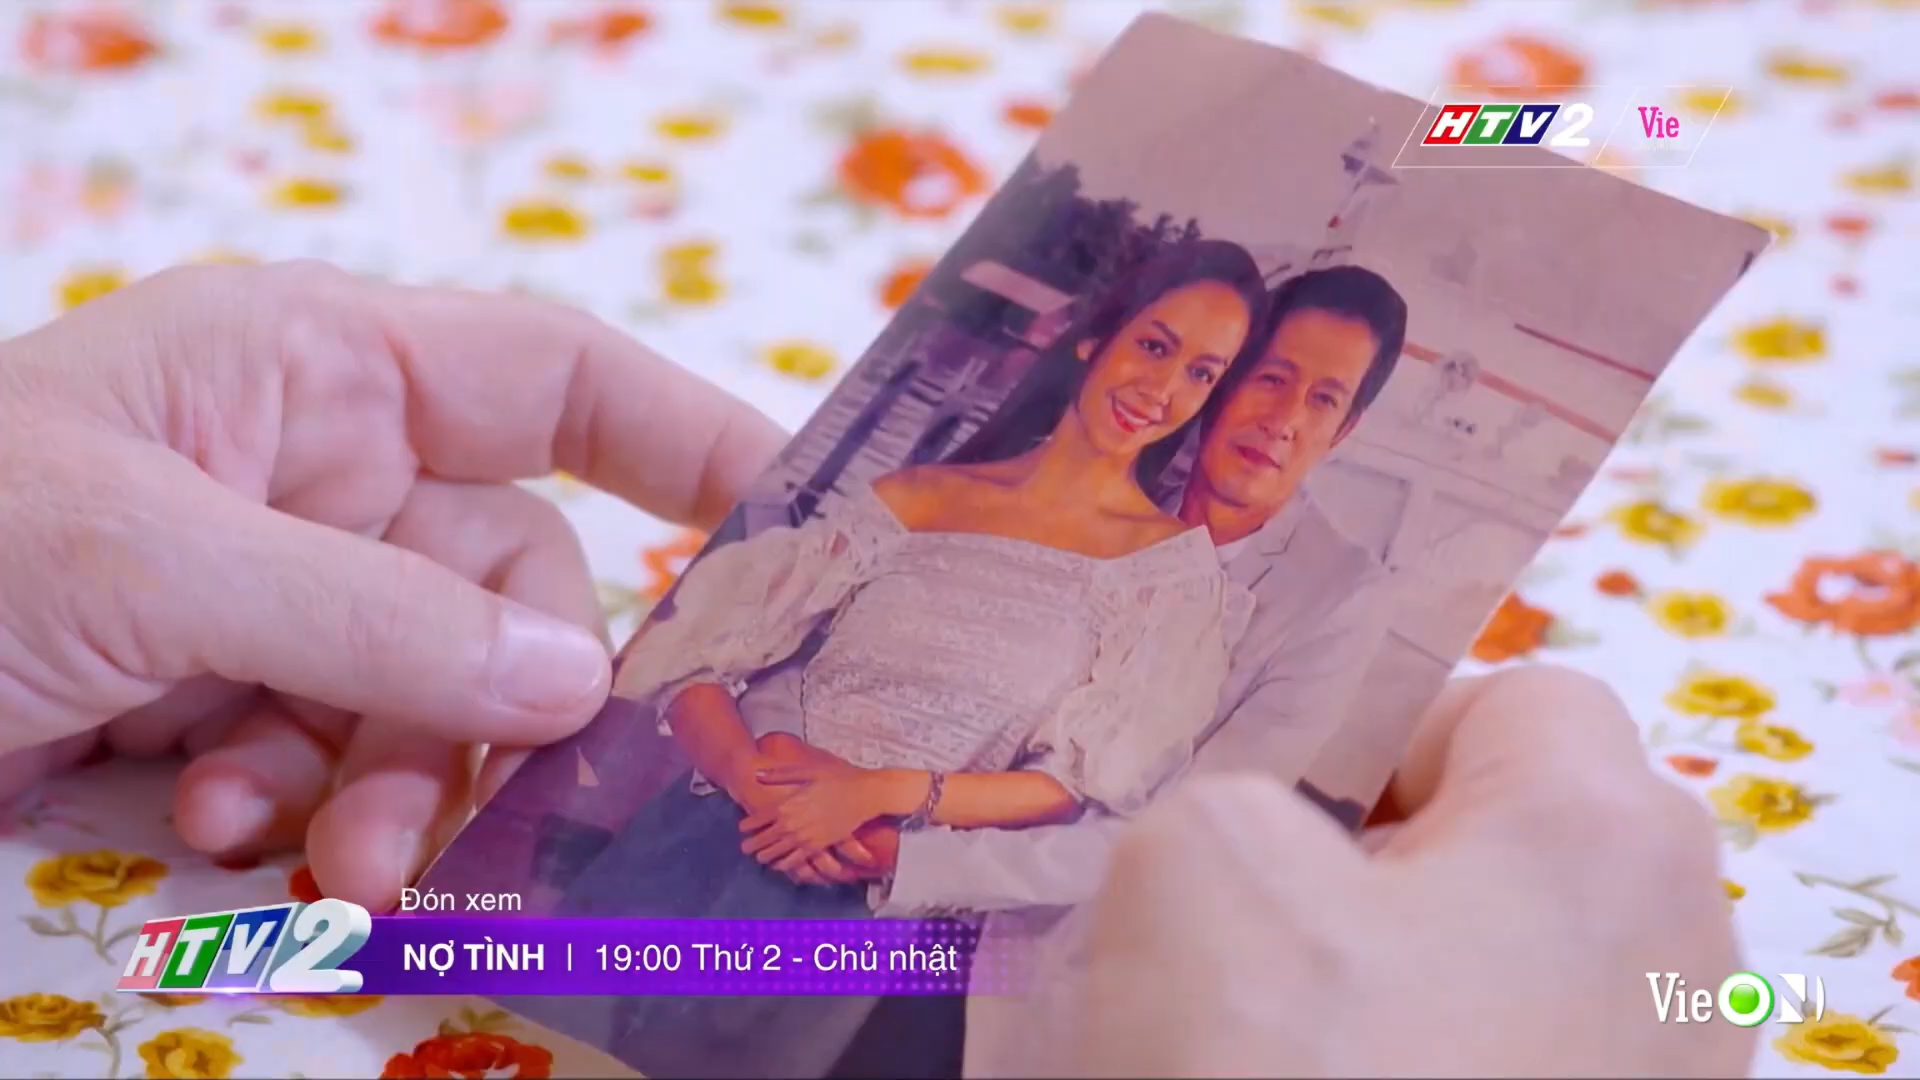 HTV2 Vie
Đón xem
HTV2
NỢ TÌNH | 19:00 Thứ 2 - Chủ nhật
VieON